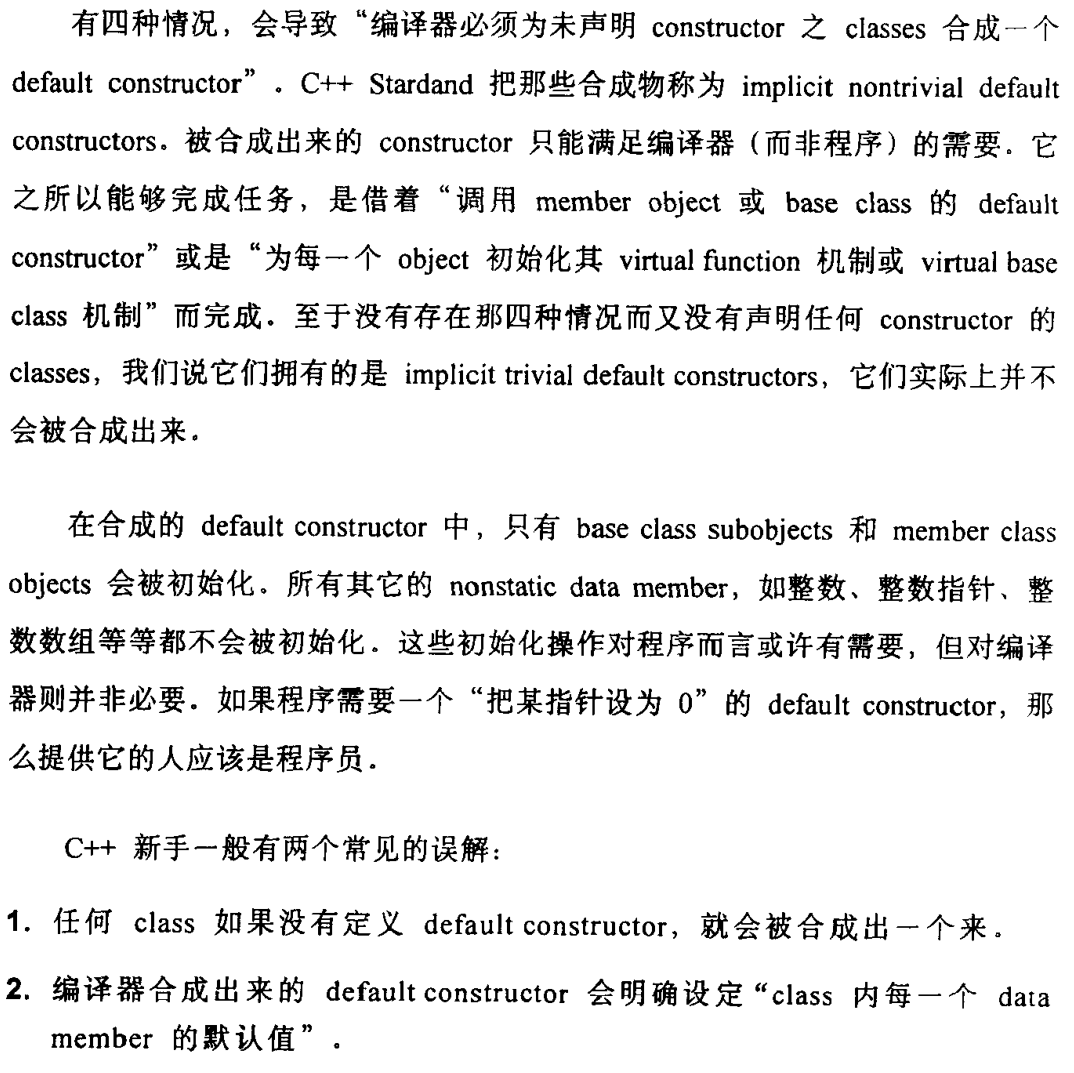 有四种情况，会导致“编译器必须为未声明 constructor 之 classes 合成一个
default constructor”。C++ Stardand 把那些合成物称为 implicit nontrivial default
constructors。被合成出来的 constructor 只能满足编译器（而非程序）的需要。它
之所以能够完成任务，是借着“调用 member object 或 base class 的 default
constructor”或是“为每一个 object 初始化其 virtual function 机制或 virtual base
class 机制”而完成。至于没有存在那四种情况而又没有声明任何 constructor 的
classes，我们说它们拥有的是 implicit trivial default constructors，它们实际上并不
会被合成出来。
在合成的 default constructor 中，只有 base class subobjects 和 member class
objects 会被初始化。所有其它的 nonstatic data member，如整数、整数指针、整
数数组等等都不会被初始化。这些初始化操作对程序而言或许有需要，但对编译
器则并非必要。如果程序需要一个“把某指针设为 0”的 default constructor，那
么提供它的人应该是程序员。
C++ 新手一般有两个常见的误解：
1. 任何 class 如果没有定义 default constructor，就会被合成出一个来。
2. 编译器合成出来的 default constructor 会明确设定“class 内每一个 data
member 的默认值”。